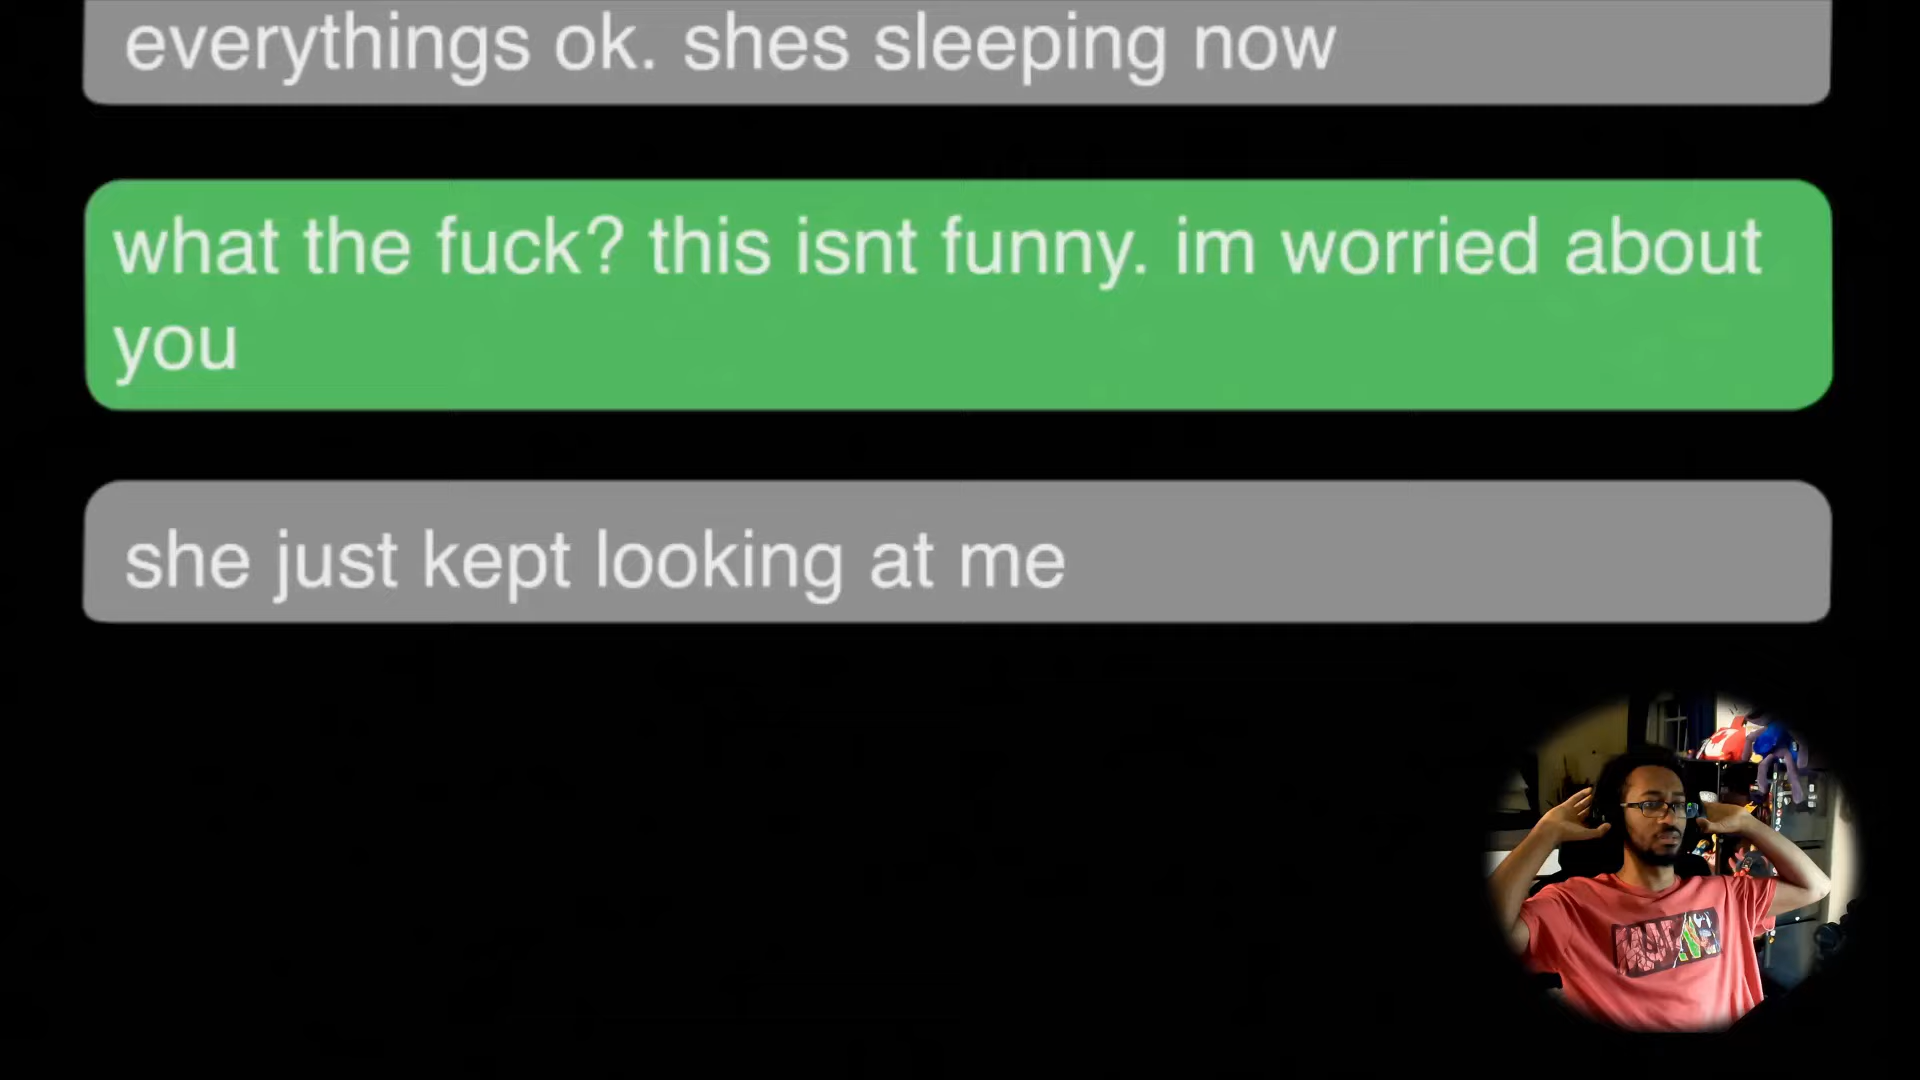 everythings ok. shes sleeping now
what the fuck? this isnt funny. im worried about
you
she just kept looking at me